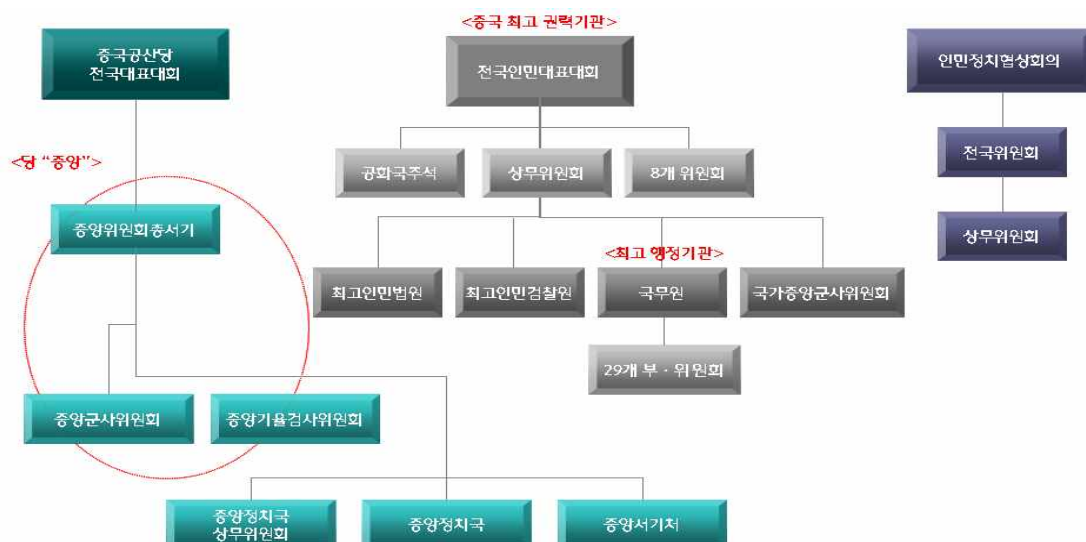 <중국 최고 권력기관>
중국공산당
전국대표대회
전국인민대표대회
인민정치협상회의
<당 “중앙”>
공화국주석
상무위원회
8개 위원회
전국위원회
중앙위원회총서기
상무위원회
<최고 행정기관>
최고인민법원
최고인민검찰원
국무원
국가중앙군사위원회
29개 부 · 위원회
중앙군사위원회
중앙기율검사위원회
중앙정치국
상무위원회
중앙정치국
중앙서기처